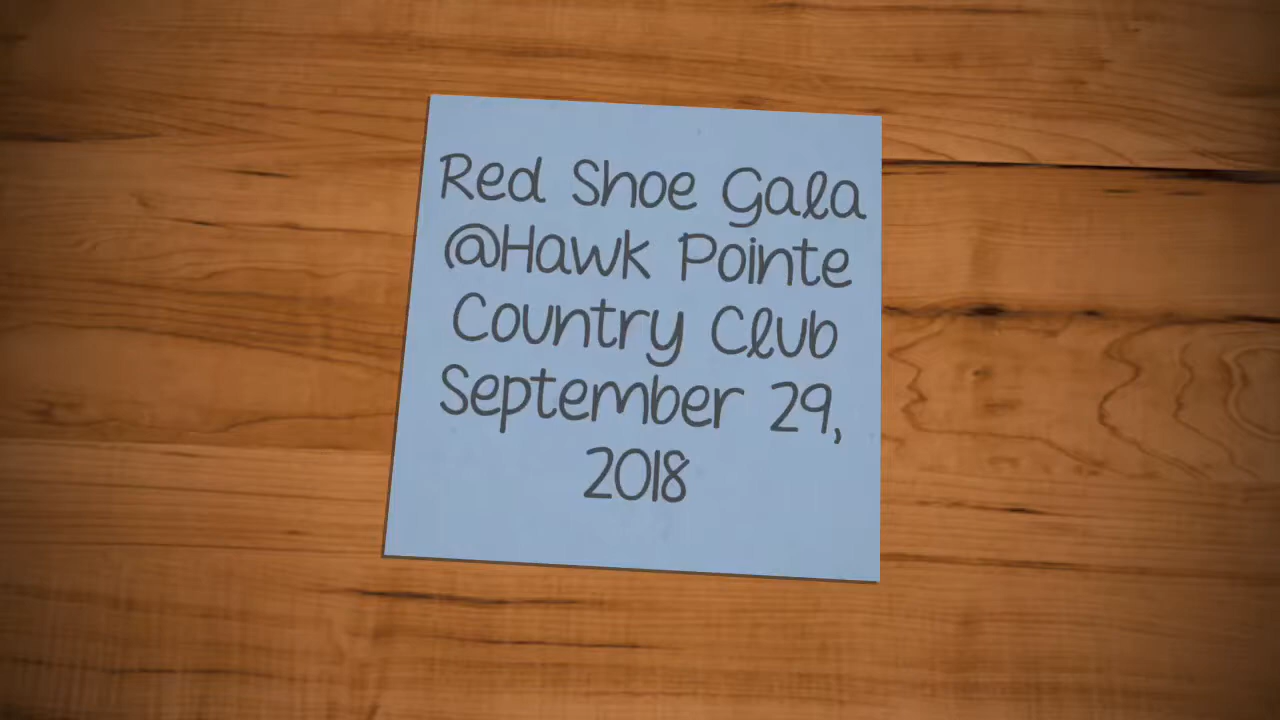 Red Shoe Gala
@Hawk Pointe
Country Club
September 29,
2018